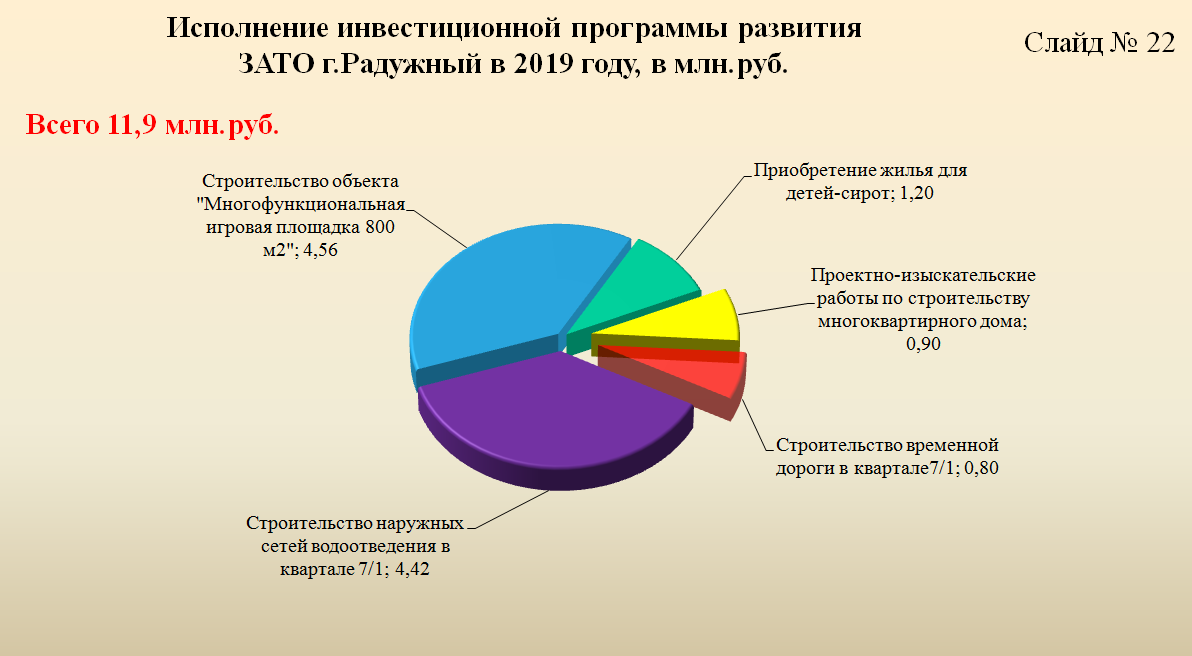 Исполнение инвестиционной программы развития
ЗАТО г.Радужный в 2019 году, в млн.руб.
Слайд № 22
Всего 11,9 млн.руб.
Строительство объекта
"Многофункциональная
игровая площадка 800
м2"; 4,56
Приобретение жилья для
детей-сирот; 1,20
Проектно-изыскательские
работы по строительству
многоквартирного дома;
0,90
Строительство временной
дороги в квартале7/1; 0,80
Строительство наружных
сетей водоотведения в
квартале 7/1; 4,42